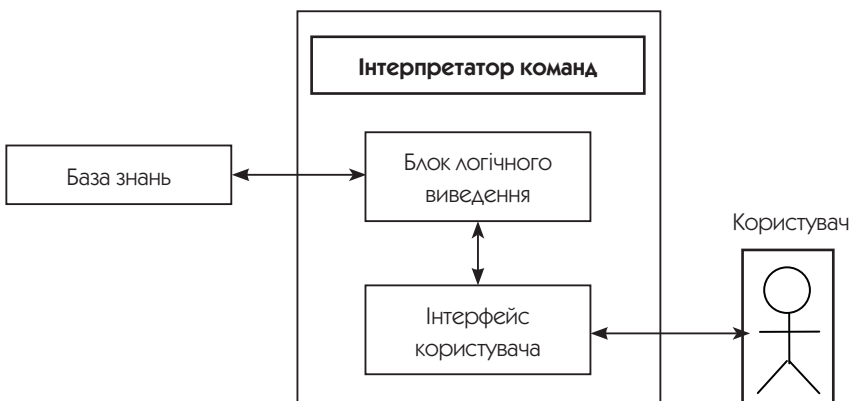 Інтерпретатор команд
База знань
Блок логічного
виведення
Користувач
Інтерфейс
користувача